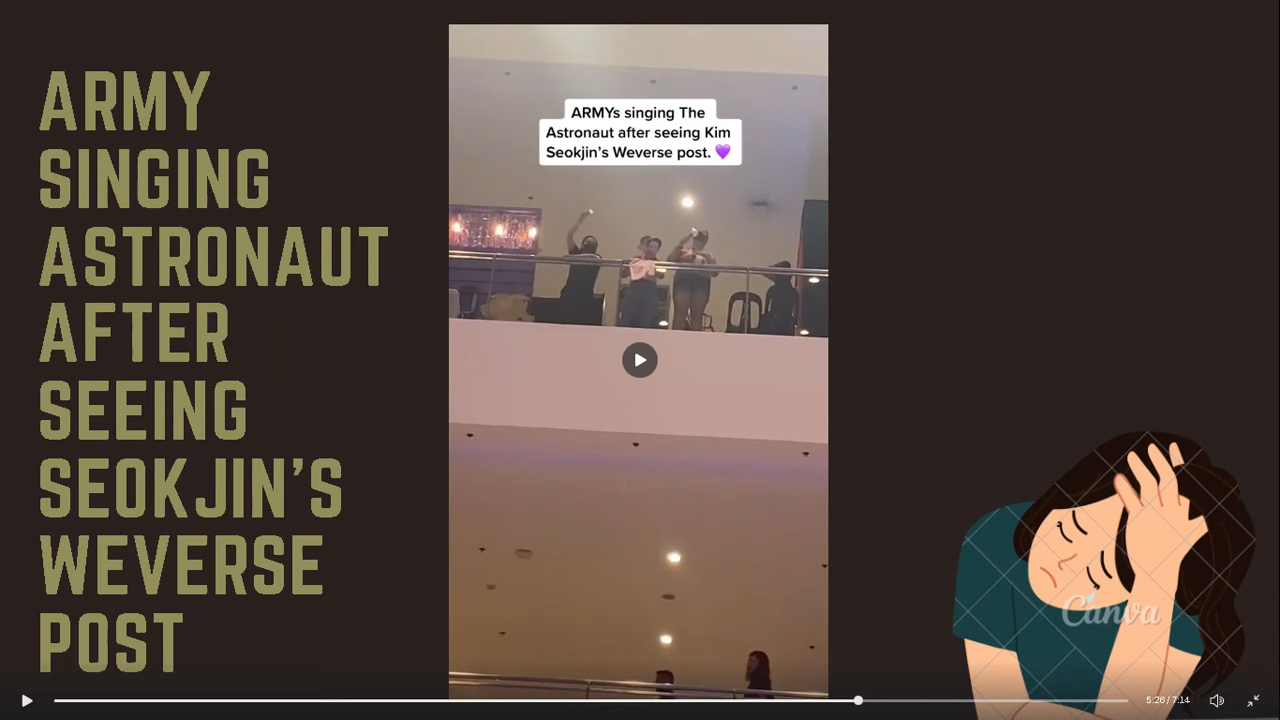 ARMY
SINGING
ASTRONAUT
AFTER
SEEING
SEOKJIN'S
WEVERSE
POST
ARMYs singing The
Astronaut after seeing Kim
Seokjin's Weverse post. 💜
Canva
5:26 / 7:14